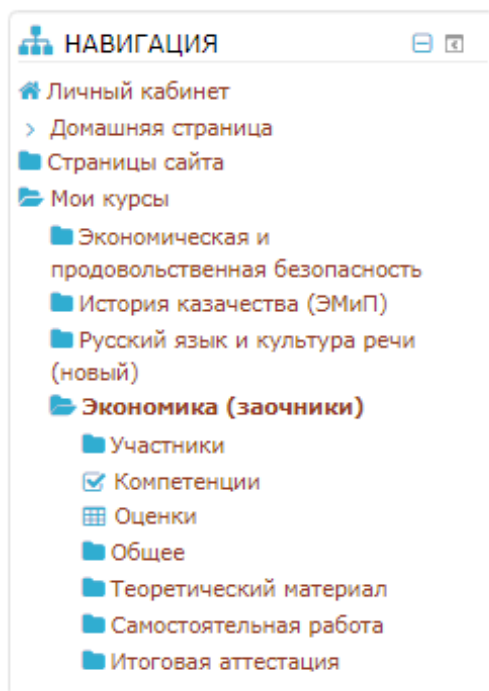 НАВИГАЦИЯ
Личный кабинет
Домашняя страница
Страницы сайта
Мои курсы
Экономическая и
продовольственная безопасность
История казачества (ЭМиП)
Русский язык и культура речи
(новый)
Экономика (заочники)
Участники
Компетенции
Оценки
Общее
Теоретический материал
Самостоятельная работа
Итоговая аттестация